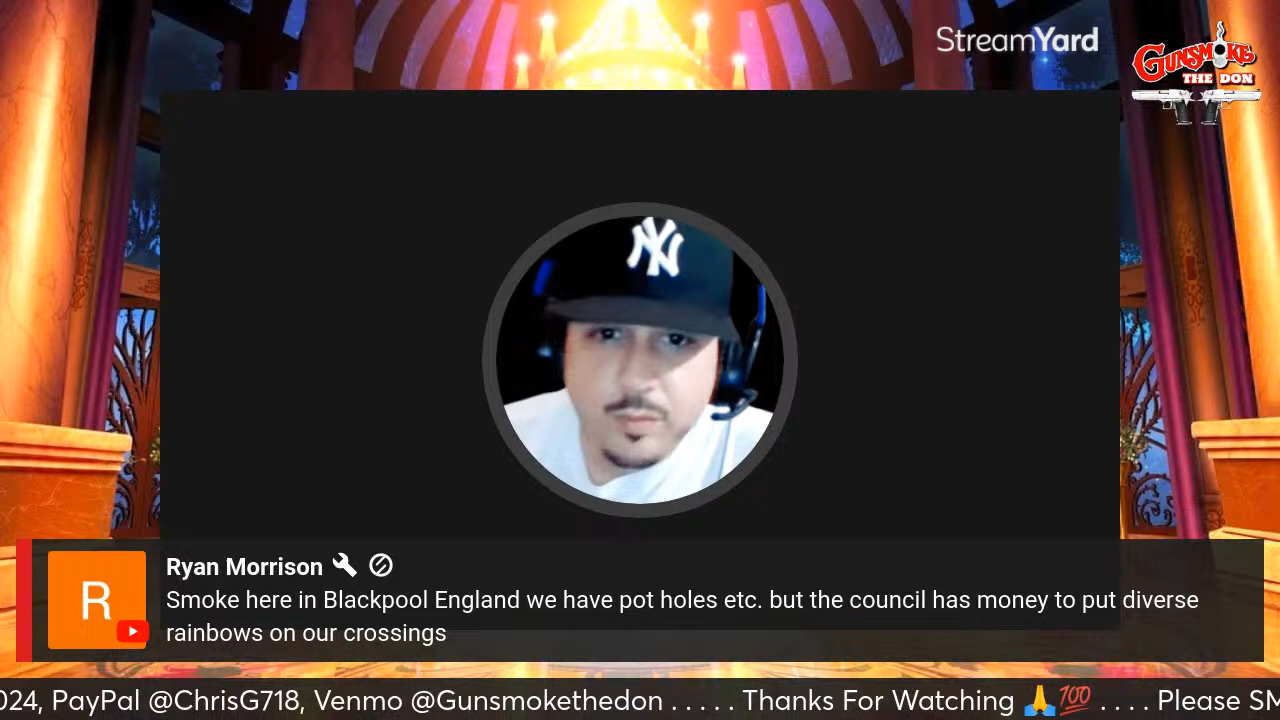 StreamYard
GUNSMOKE
THE DON
NY
R
Ryan Morrison
Smoke here in Blackpool England we have pot holes etc. but the council has money to put diverse
rainbows on our crossings
024, PayPal @ChrisG718, Venmo @Gunsmokethedon . . . . . Thanks For Watching 🙏💯 . . . . Please SM